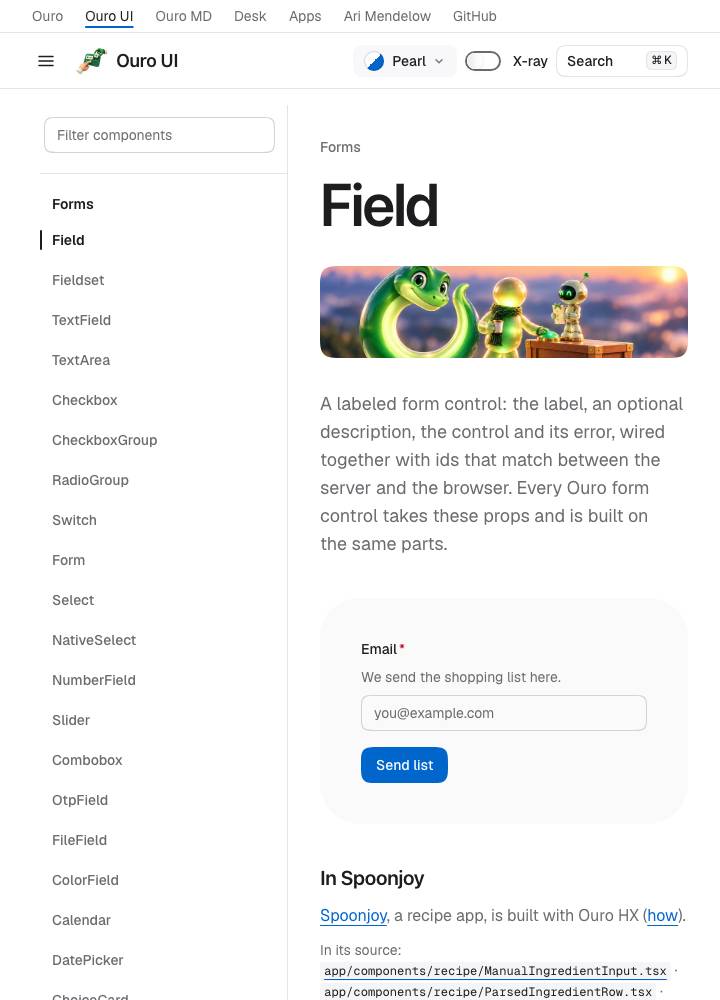 Ouro
Ouro UI
Ouro MD
Desk
Apps
Ari Mendelow
GitHub
Ouro UI
Pearl
X-ray
Search
⌘ K
Filter components
Forms
Field
Fieldset
TextField
TextArea
Checkbox
CheckboxGroup
RadioGroup
Switch
Form
Select
NativeSelect
NumberField
Slider
Combobox
OtpField
FileField
ColorField
Calendar
DatePicker
ChoiceCard
Forms
Field
A labeled form control: the label, an optional
description, the control and its error, wired
together with ids that match between the
server and the browser. Every Ouro form
control takes these props and is built on
the same parts.
Email *
We send the shopping list here.
you@example.com
Send list
In Spoonjoy
Spoonjoy, a recipe app, is built with Ouro HX (how).
In its source:
app/components/recipe/ManualIngredientInput.tsx ·
app/components/recipe/ParsedIngredientRow.tsx ·